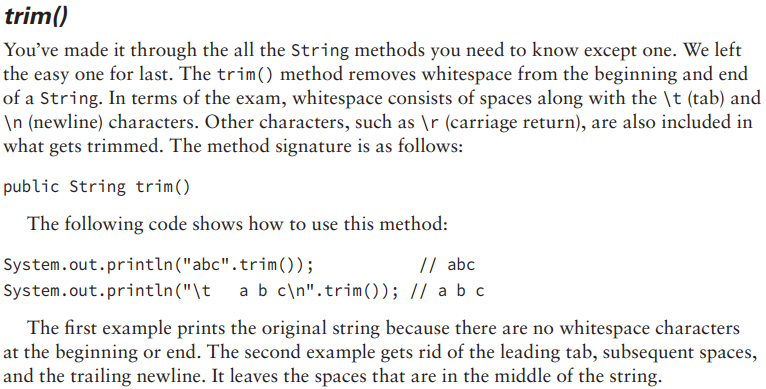 trim()
You’ve made it through the all the String methods you need to know except one. We left
the easy one for last. The trim() method removes whitespace from the beginning and end
of a String. In terms of the exam, whitespace consists of spaces along with the \t (tab) and
\n (newline) characters. Other characters, such as \r (carriage return), are also included in
what gets trimmed. The method signature is as follows:
public String trim()
The following code shows how to use this method:
System.out.println("abc".trim());             // abc
System.out.println("\t   a b c\n".trim()); // a b c
The first example prints the original string because there are no whitespace characters
at the beginning or end. The second example gets rid of the leading tab, subsequent spaces,
and the trailing newline. It leaves the spaces that are in the middle of the string.